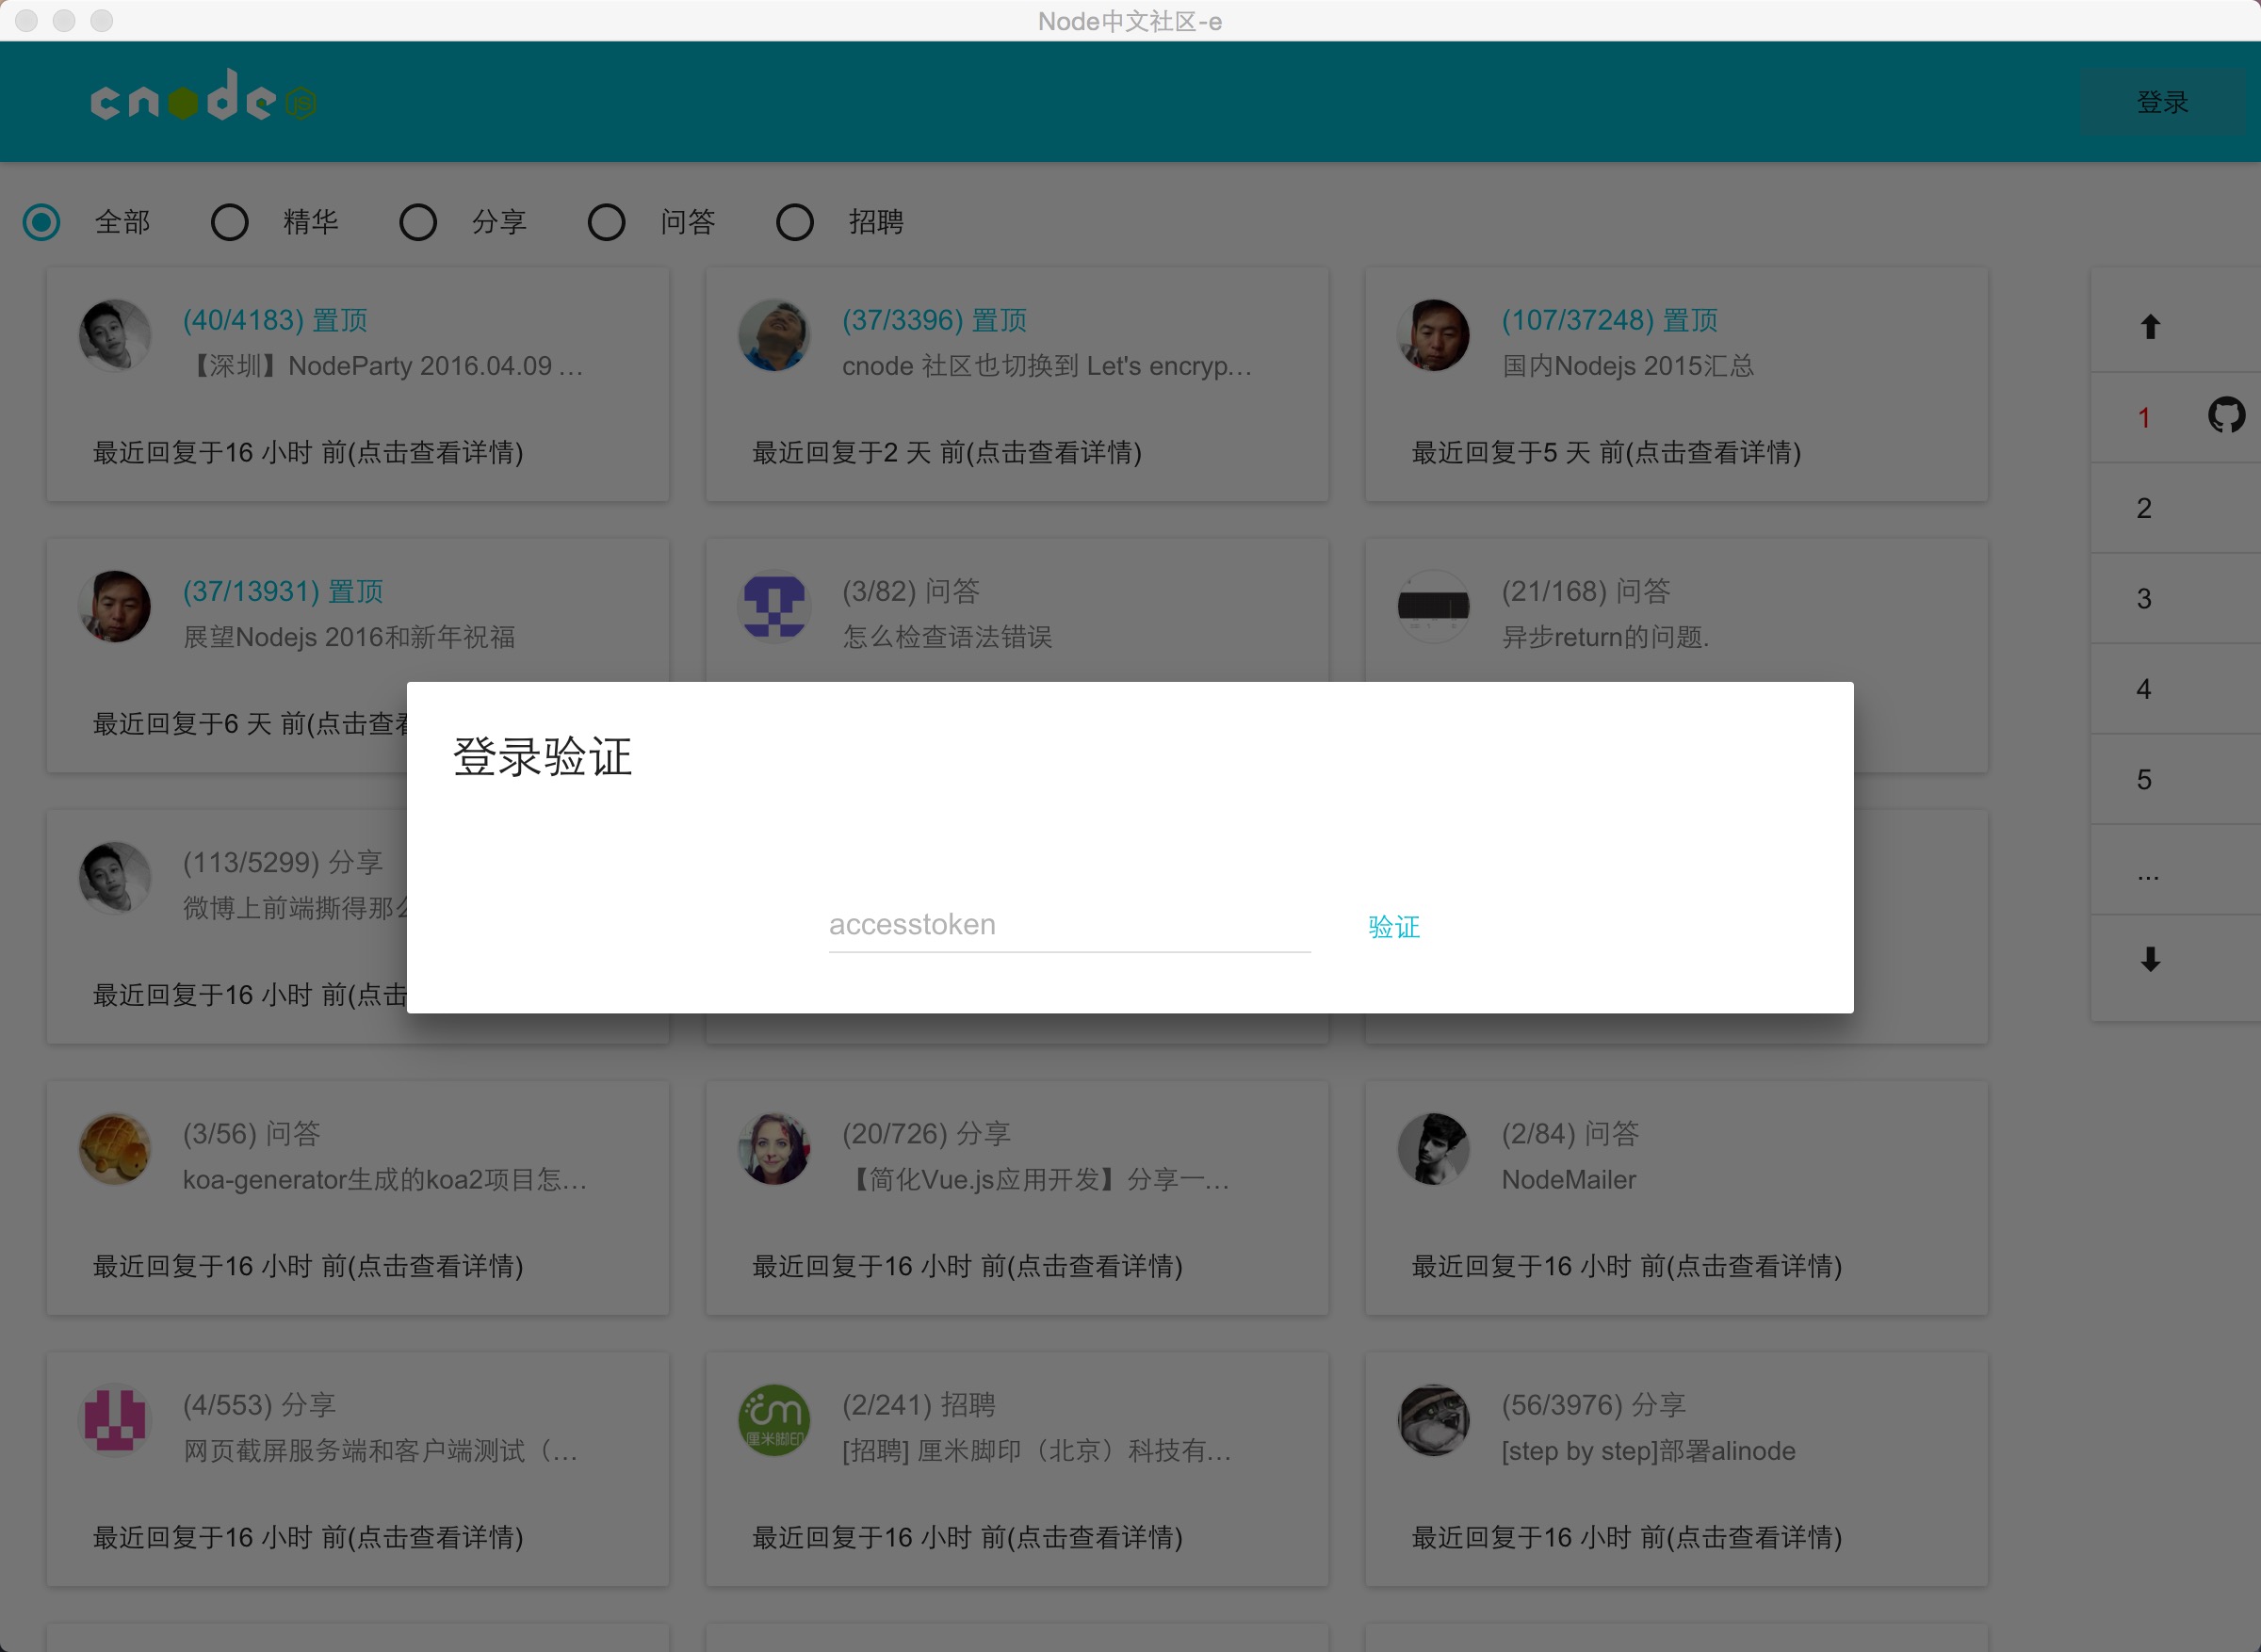 Node中文社区-e
cnode js
登录
全部 精华 分享 问答 招聘
(40/4183) 置顶
【深圳】NodeParty 2016.04.09 ...
最近回复于16 小时 前(点击查看详情)
(37/3396) 置顶
cnode 社区也切换到 Let's encryp...
最近回复于2 天 前(点击查看详情)
(107/37248) 置顶
国内Nodejs 2015汇总
最近回复于5 天 前(点击查看详情)
(37/13931) 置顶
展望Nodejs 2016和新年祝福
最近回复于6 天 前(点击查看
(3/82) 问答
怎么检查语法错误
(21/168) 问答
异步return的问题.
登录验证
accesstoken
验证
(113/5299) 分享
微博上前端撕得那么
最近回复于16 小时 前(点击
(3/56) 问答
koa-generator生成的koa2项目怎...
最近回复于16 小时 前(点击查看详情)
(20/726) 分享
【简化Vue.js应用开发】分享一...
最近回复于16 小时 前(点击查看详情)
(2/84) 问答
NodeMailer
最近回复于16 小时 前(点击查看详情)
(4/553) 分享
网页截屏服务端和客户端测试（...
最近回复于16 小时 前(点击查看详情)
(2/241) 招聘
[招聘] 厘米脚印（北京）科技有...
最近回复于16 小时 前(点击查看详情)
cm
厘米脚印
(56/3976) 分享
[step by step]部署alinode
最近回复于16 小时 前(点击查看详情)
1
2
3
4
5
...